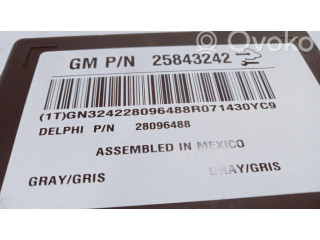 Ovoko
GM P/N 25843242
(1T)GN324228096488R071430YC9
DELPHI P/N 28096488
ASSEMBLED IN MEXICO
GRAY/GRIS GRAY/GRIS